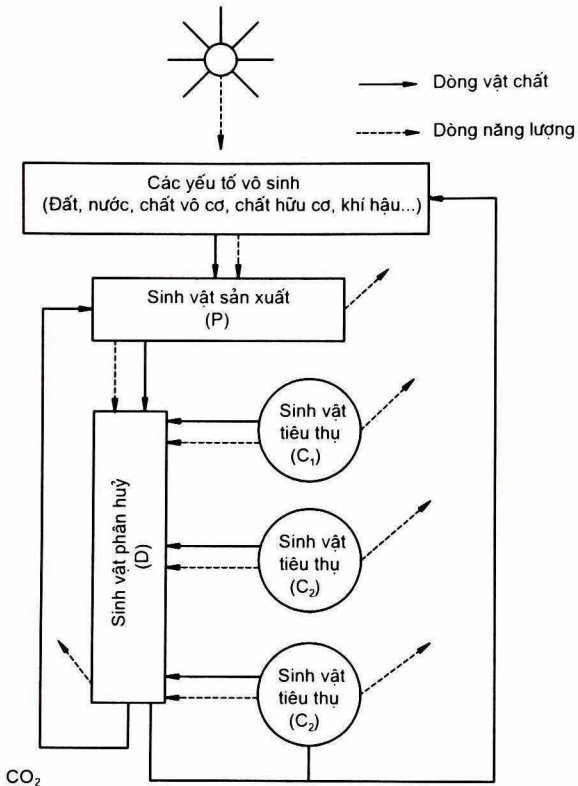 Dòng vật chất
Dòng năng lượng
Các yếu tố vô sinh
(Đất, nước, chất vô cơ, chất hữu cơ, khí hậu...)
Sinh vật sản xuất
(P)
Sinh vật
tiêu thụ
(C₁)
Sinh vật phân huỷ
(D)
Sinh vật
tiêu thụ
(C₂)
Sinh vật
tiêu thụ
(C₂)
CO₂